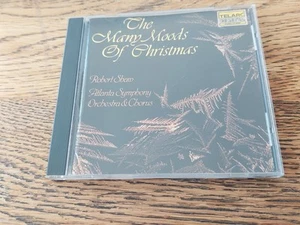 The
Many Moods
Of Christmas
TELARC
Robert Shaw
Atlanta Symphony
Orchestra & Chorus